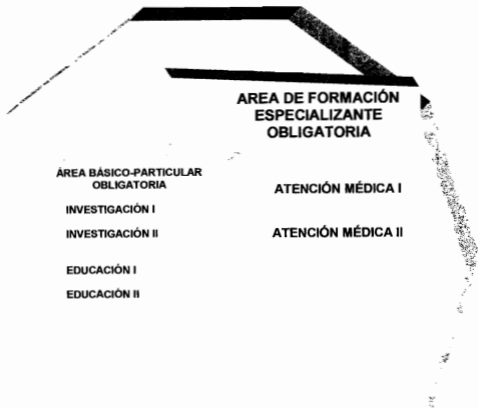 AREA DE FORMACIÓN
ESPECIALIZANTE
OBLIGATORIA
ÁREA BÁSICO-PARTICULAR
OBLIGATORIA
INVESTIGACIÓN I
INVESTIGACIÓN II
EDUCACIÓN I
EDUCACIÓN II
ATENCIÓN MÉDICA I
ATENCIÓN MÉDICA II